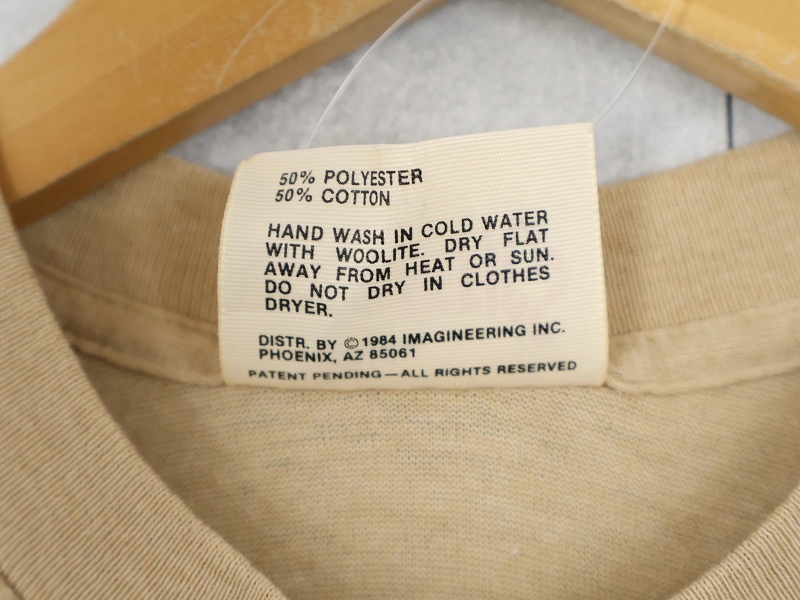 50% POLYESTER
50% COTTON
HAND WASH IN COLD WATER
WITH WOOLITE. DRY FLAT
AWAY FROM HEAT OR SUN.
DO NOT DRY IN CLOTHES
DRYER.
DISTR. BY ©1984 IMAGINEERING INC.
PHOENIX, AZ 85061
PATENT PENDING—ALL RIGHTS RESERVED